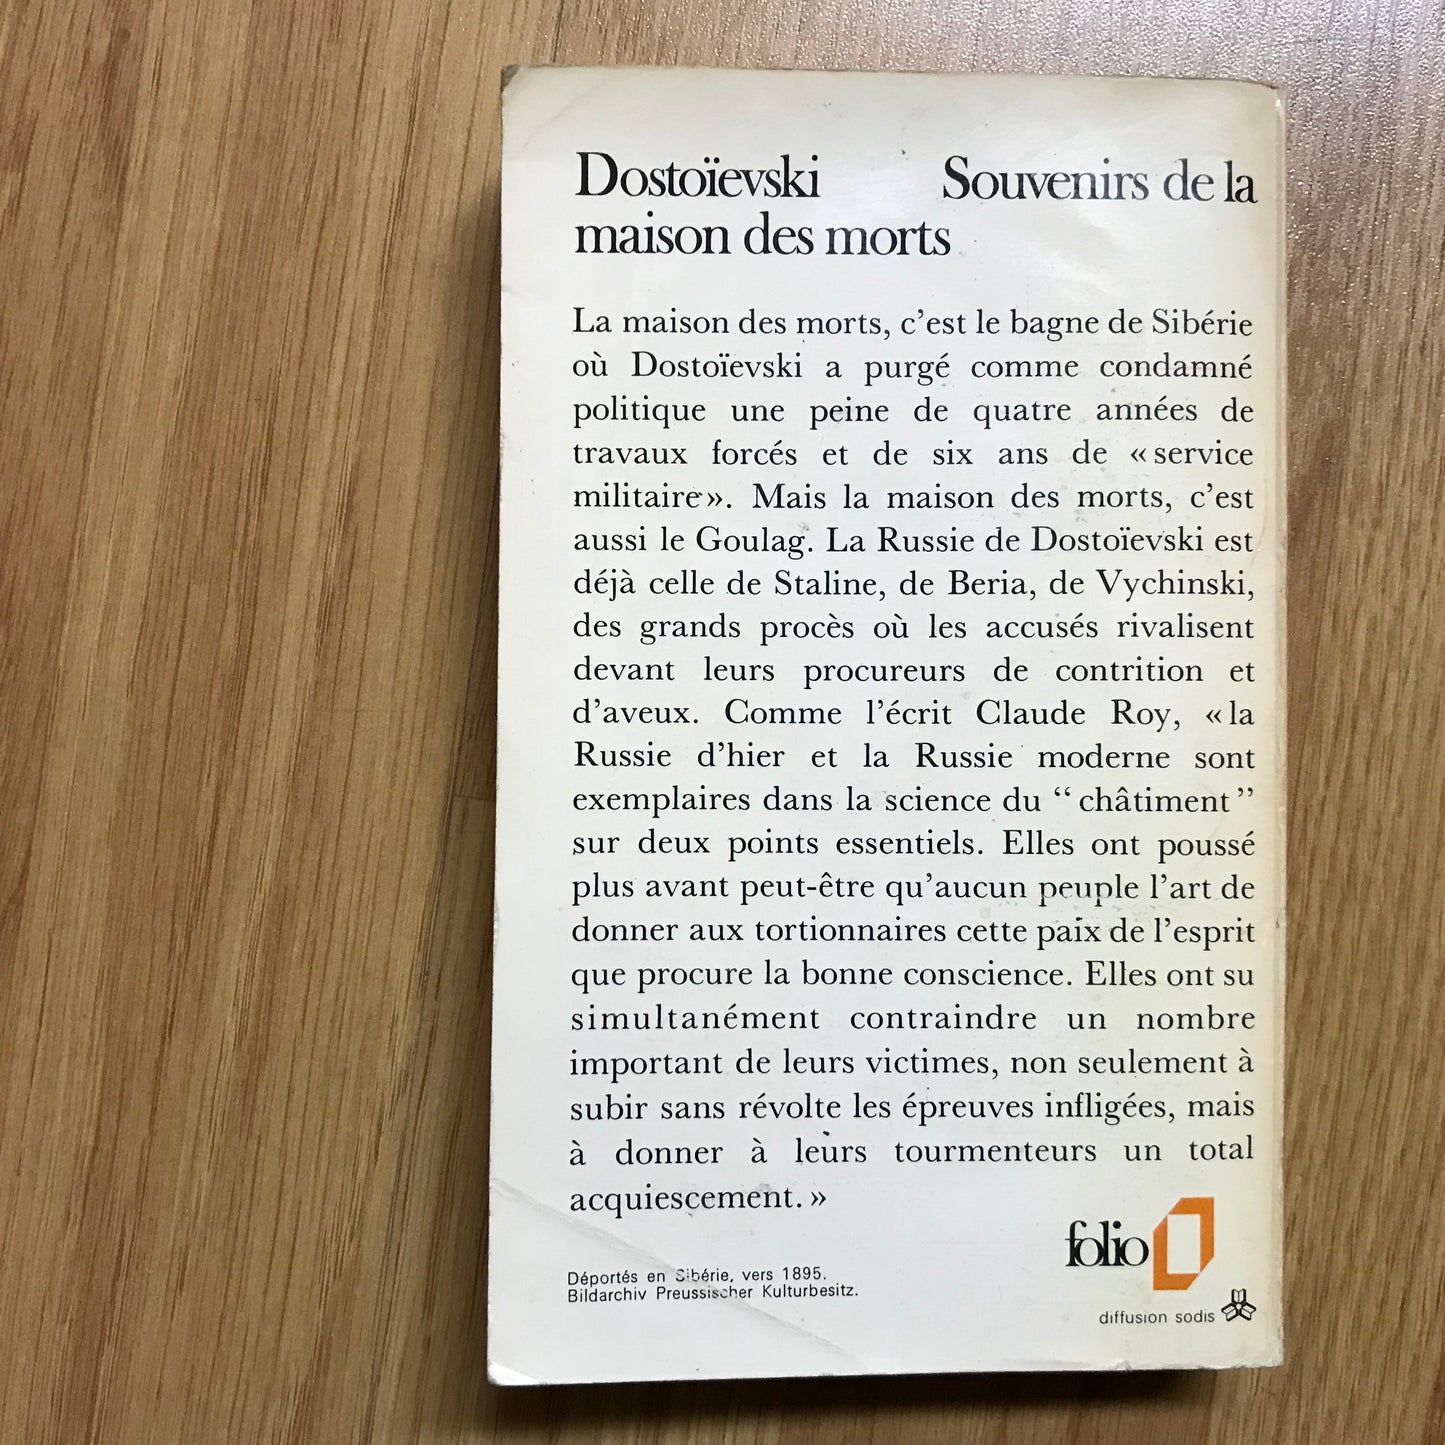 Dostoïevski Souvenirs de la
maison des morts
La maison des morts, c'est le bagne de Sibérie
où Dostoïevski a purgé comme condamné
politique une peine de quatre années de
travaux forcés et de six ans de « service
militaire ». Mais la maison des morts, c'est
aussi le Goulag. La Russie de Dostoïevski est
déjà celle de Staline, de Beria, de Vychinski,
des grands procès où les accusés rivalisent
devant leurs procureurs de contrition et
d'aveux. Comme l'écrit Claude Roy, « la
Russie d'hier et la Russie moderne sont
exemplaires dans la science du “ châtiment ”
sur deux points essentiels. Elles ont poussé
plus avant peut-être qu'aucun peuple l'art de
donner aux tortionnaires cette paix de l'esprit
que procure la bonne conscience. Elles ont su
simultanément contraindre un nombre
important de leurs victimes, non seulement à
subir sans révolte les épreuves infligées, mais
à donner à leurs tourmenteurs un total
acquiescement. »
folio
Déportés en Sibérie, vers 1895.
Bildarchiv Preussischer Kulturbesitz.
diffusion sodis